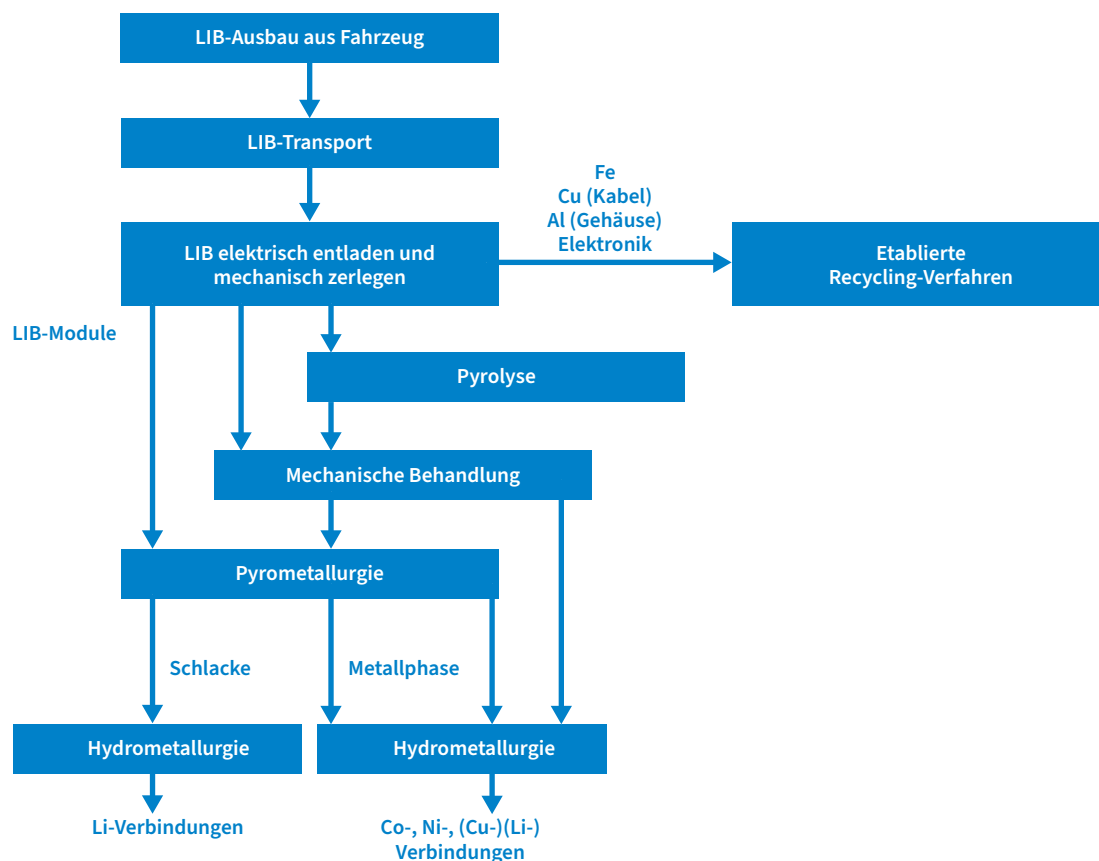 LIB-Ausbau aus Fahrzeug
LIB-Transport
Fe
Cu (Kabel)
Al (Gehäuse)
Elektronik
LIB elektrisch entladen und
mechanisch zerlegen
Etablierte
Recycling-Verfahren
LIB-Module
Pyrolyse
Mechanische Behandlung
Pyrometallurgie
Schlacke
Metallphase
Hydrometallurgie
Hydrometallurgie
Li-Verbindungen
Co-, Ni-, (Cu-)(Li-)
Verbindungen